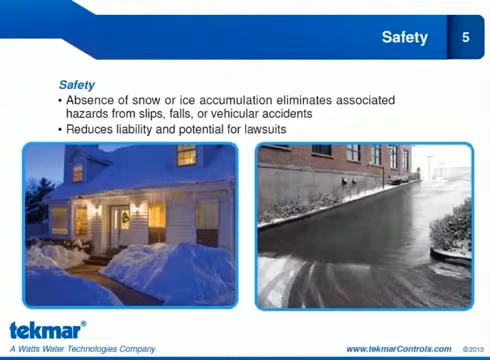 Safety
5
Safety
• Absence of snow or ice accumulation eliminates associated
hazards from slips, falls, or vehicular accidents
• Reduces liability and potential for lawsuits
tekmar®
A Watts Water Technologies Company
www.tekmarControls.com
©2013